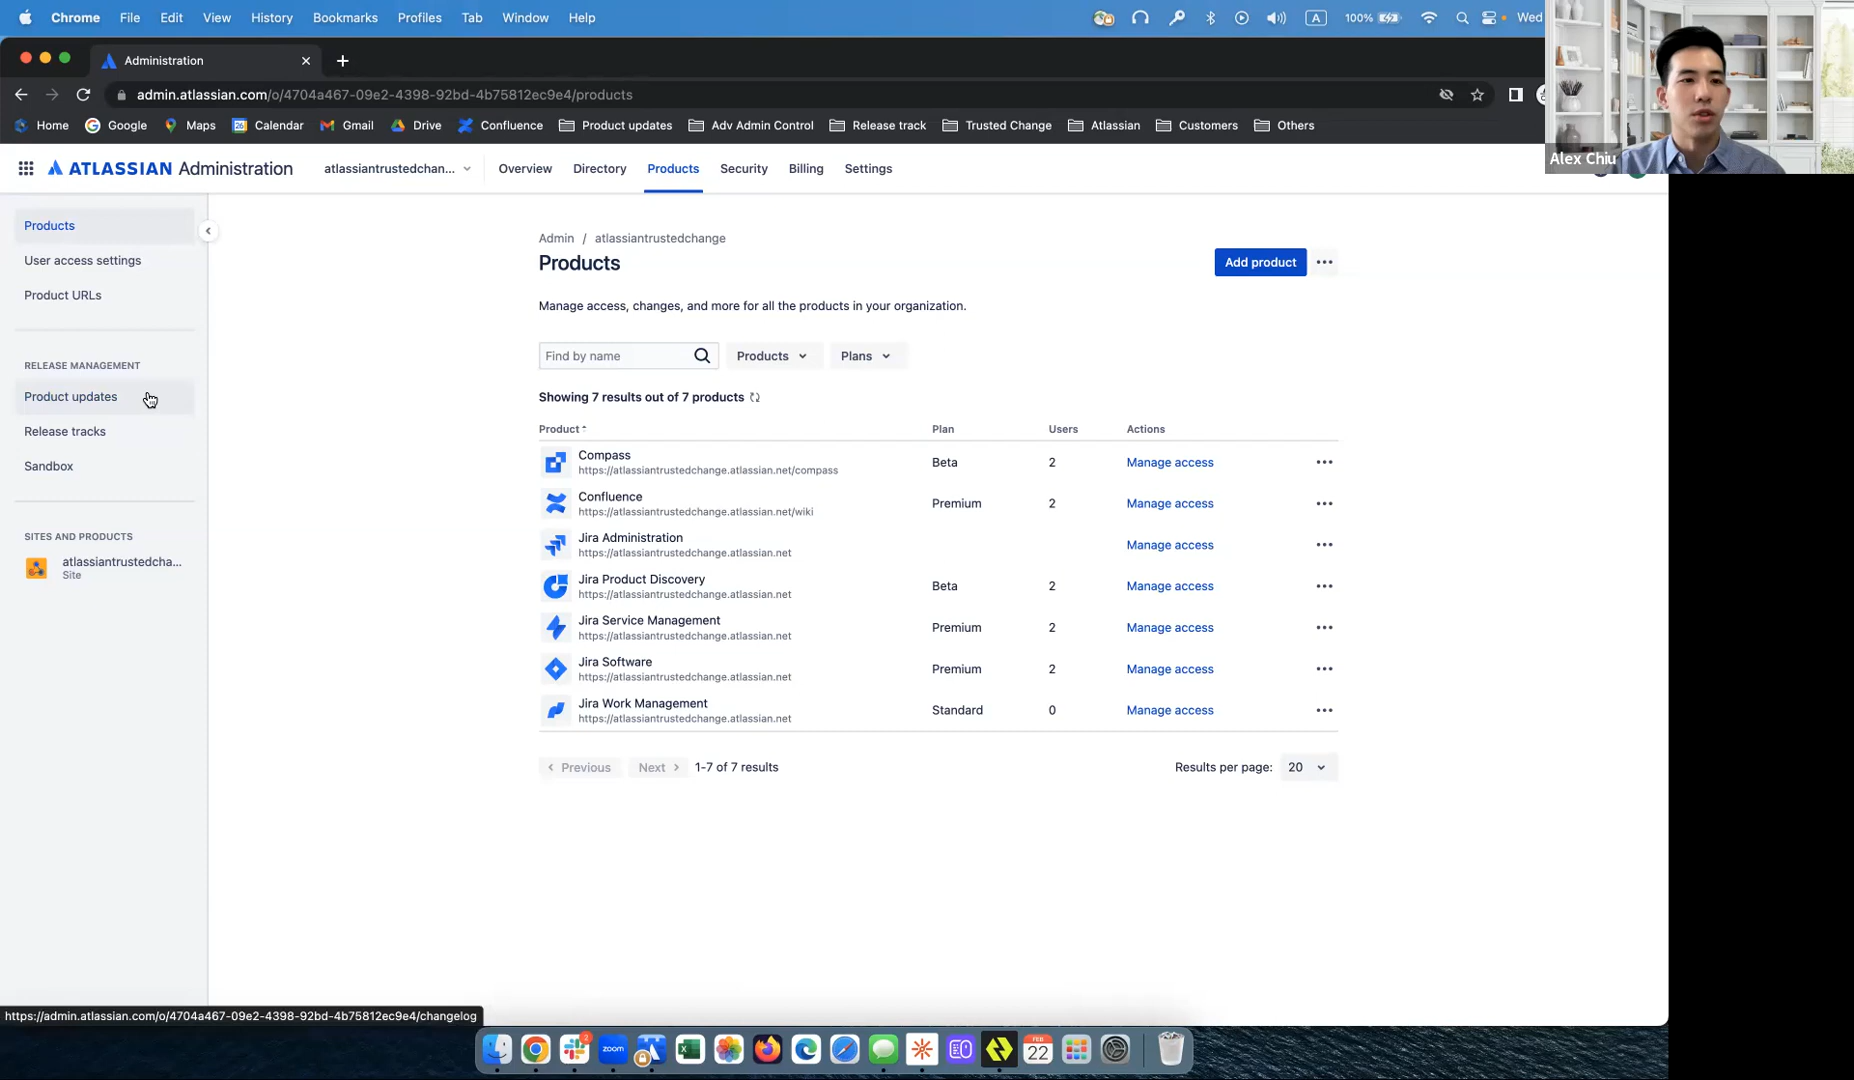 Chrome File Edit View History Bookmarks Profiles Tab Window Help A 100% Wed
Administration
admin.atlassian.com/o/4704a467-09e2-4398-92bd-4b75812ec9e4/products
Home Google Maps 26 Calendar Gmail Drive Confluence Product updates Adv Admin Control Release track Trusted Change Atlassian Customers Others
Alex Chiu
ATLASSIAN Administration atlassiantrustedchan... Overview Directory Products Security Billing Settings
Products
User access settings
Product URLs
RELEASE MANAGEMENT
Product updates
Release tracks
Sandbox
SITES AND PRODUCTS
atlassiantrustedcha...
Site
Admin / atlassiantrustedchange
Products
Add product
Manage access, changes, and more for all the products in your organization.
Find by name Products Plans
Showing 7 results out of 7 products
Product Plan Users Actions
Compass Beta 2 Manage access
https://atlassiantrustedchange.atlassian.net/compass
Confluence Premium 2 Manage access
https://atlassiantrustedchange.atlassian.net/wiki
Jira Administration Manage access
https://atlassiantrustedchange.atlassian.net
Jira Product Discovery Beta 2 Manage access
https://atlassiantrustedchange.atlassian.net
Jira Service Management Premium 2 Manage access
https://atlassiantrustedchange.atlassian.net
Jira Software Premium 2 Manage access
https://atlassiantrustedchange.atlassian.net
Jira Work Management Standard 0 Manage access
https://atlassiantrustedchange.atlassian.net
Previous Next 1-7 of 7 results Results per page: 20
https://admin.atlassian.com/o/4704a467-09e2-4398-92bd-4b75812ec9e4/changelog
zoom FEB
22